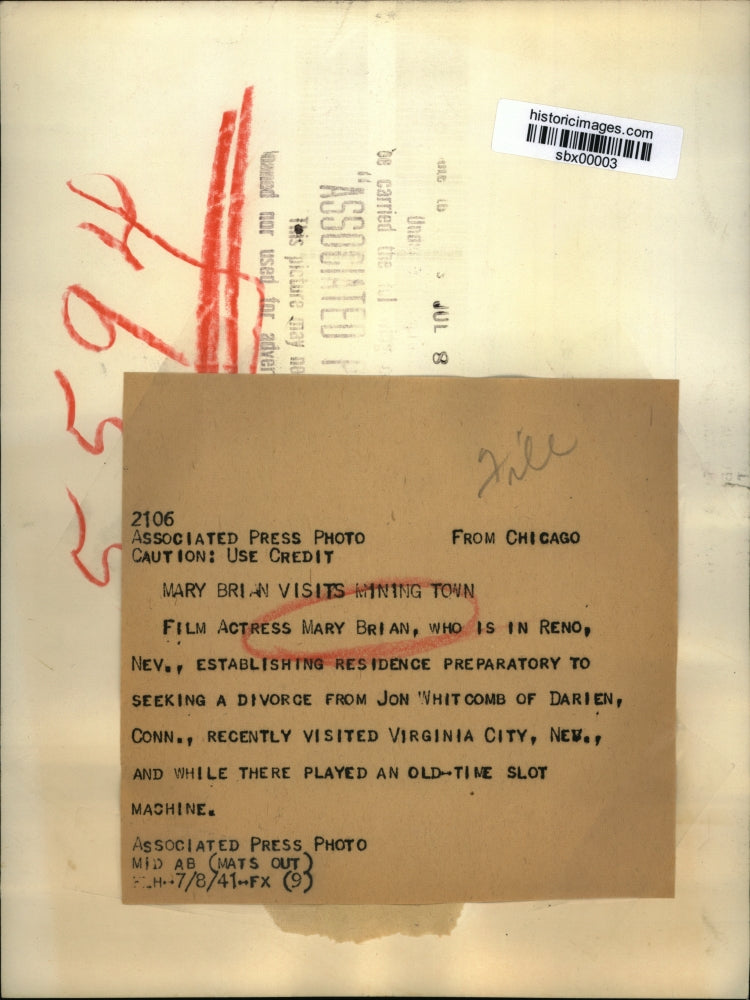 historicimages.com
sbx00003
5594
"ASSOCIATED P
This picture may no
nor used for adver
be carried the
JUL 8
File
2106
ASSOCIATED PRESS PHOTO FROM CHICAGO
CAUTION: USE CREDIT
MARY BRIAN VISITS MINING TOWN
FILM ACTRESS MARY BRIAN, WHO IS IN RENO,
NEV., ESTABLISHING RESIDENCE PREPARATORY TO
SEEKING A DIVORCE FROM JON WHITCOMB OF DARIEN,
CONN., RECENTLY VISITED VIRGINIA CITY, NEV.,
AND WHILE THERE PLAYED AN OLD-TIME SLOT
MACHINE.
ASSOCIATED PRESS PHOTO
MID AB (MATS OUT)
7/8/41-FX (9)